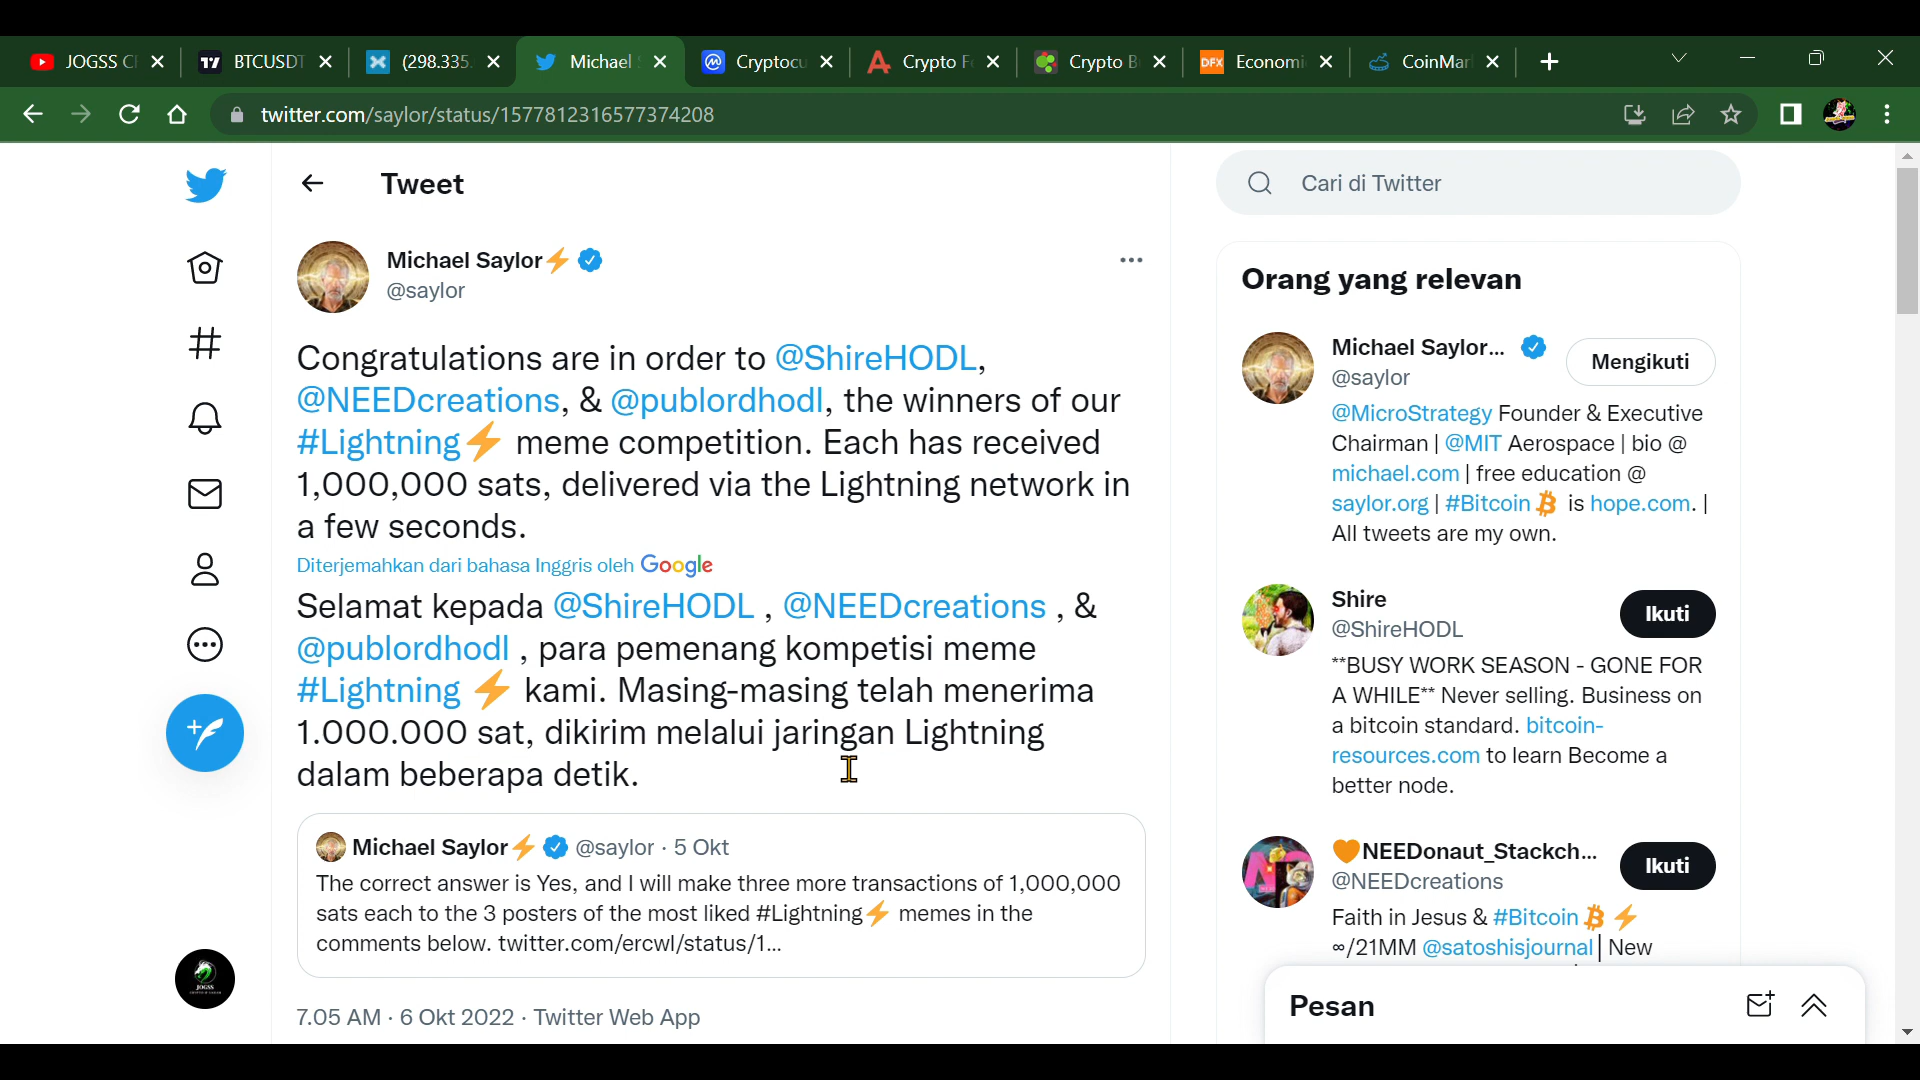 JOGSS C
BTCUSDT
(298.335.
Michael S
Cryptocu
Crypto F
Crypto B
Economi
CoinMar
twitter.com/saylor/status/1577812316577374208
Tweet
Cari di Twitter
Michael Saylor⚡
@saylor
Congratulations are in order to @ShireHODL,
@NEEDcreations, & @publordhodl, the winners of our
#Lightning⚡ meme competition. Each has received
1,000,000 sats, delivered via the Lightning network in
a few seconds.
Diterjemahkan dari bahasa Inggris oleh Google
Selamat kepada @ShireHODL , @NEEDcreations , &
@publordhodl , para pemenang kompetisi meme
#Lightning ⚡ kami. Masing-masing telah menerima
1.000.000 sat, dikirim melalui jaringan Lightning
dalam beberapa detik.
Michael Saylor⚡ @saylor · 5 Okt
The correct answer is Yes, and I will make three more transactions of 1,000,000
sats each to the 3 posters of the most liked #Lightning⚡ memes in the
comments below. twitter.com/ercwl/status/1...
7.05 AM · 6 Okt 2022 · Twitter Web App
Orang yang relevan
Michael Saylor...
@saylor
Mengikuti
@MicroStrategy Founder & Executive
Chairman | @MIT Aerospace | bio @
michael.com | free education @
saylor.org | #Bitcoin is hope.com. |
All tweets are my own.
Shire
@ShireHODL
Ikuti
**BUSY WORK SEASON - GONE FOR
A WHILE** Never selling. Business on
a bitcoin standard. bitcoin-
resources.com to learn Become a
better node.
🧡NEEDonaut_Stackch...
@NEEDcreations
Ikuti
Faith in Jesus & #Bitcoin ⚡
∞/21MM @satoshisjournal| New
Pesan
JOGSS